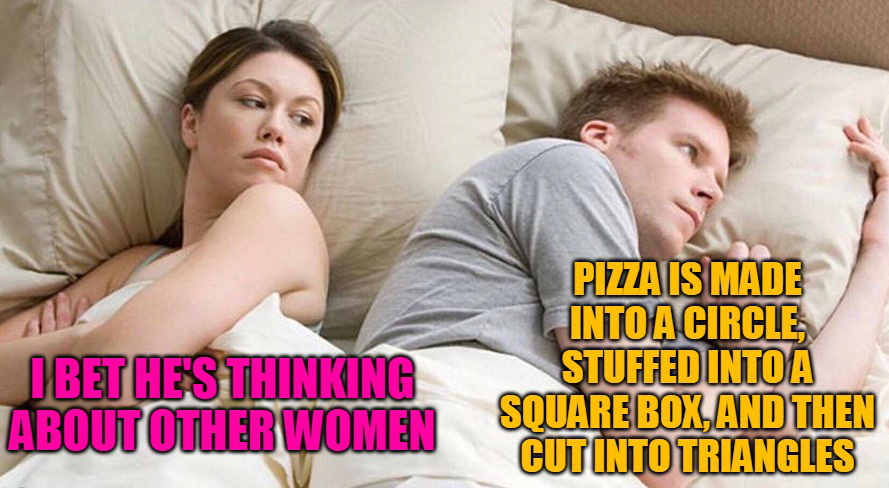 I BET HE'S THINKING
ABOUT OTHER WOMEN
PIZZA IS MADE
INTO A CIRCLE,
STUFFED INTO A
SQUARE BOX, AND THEN
CUT INTO TRIANGLES